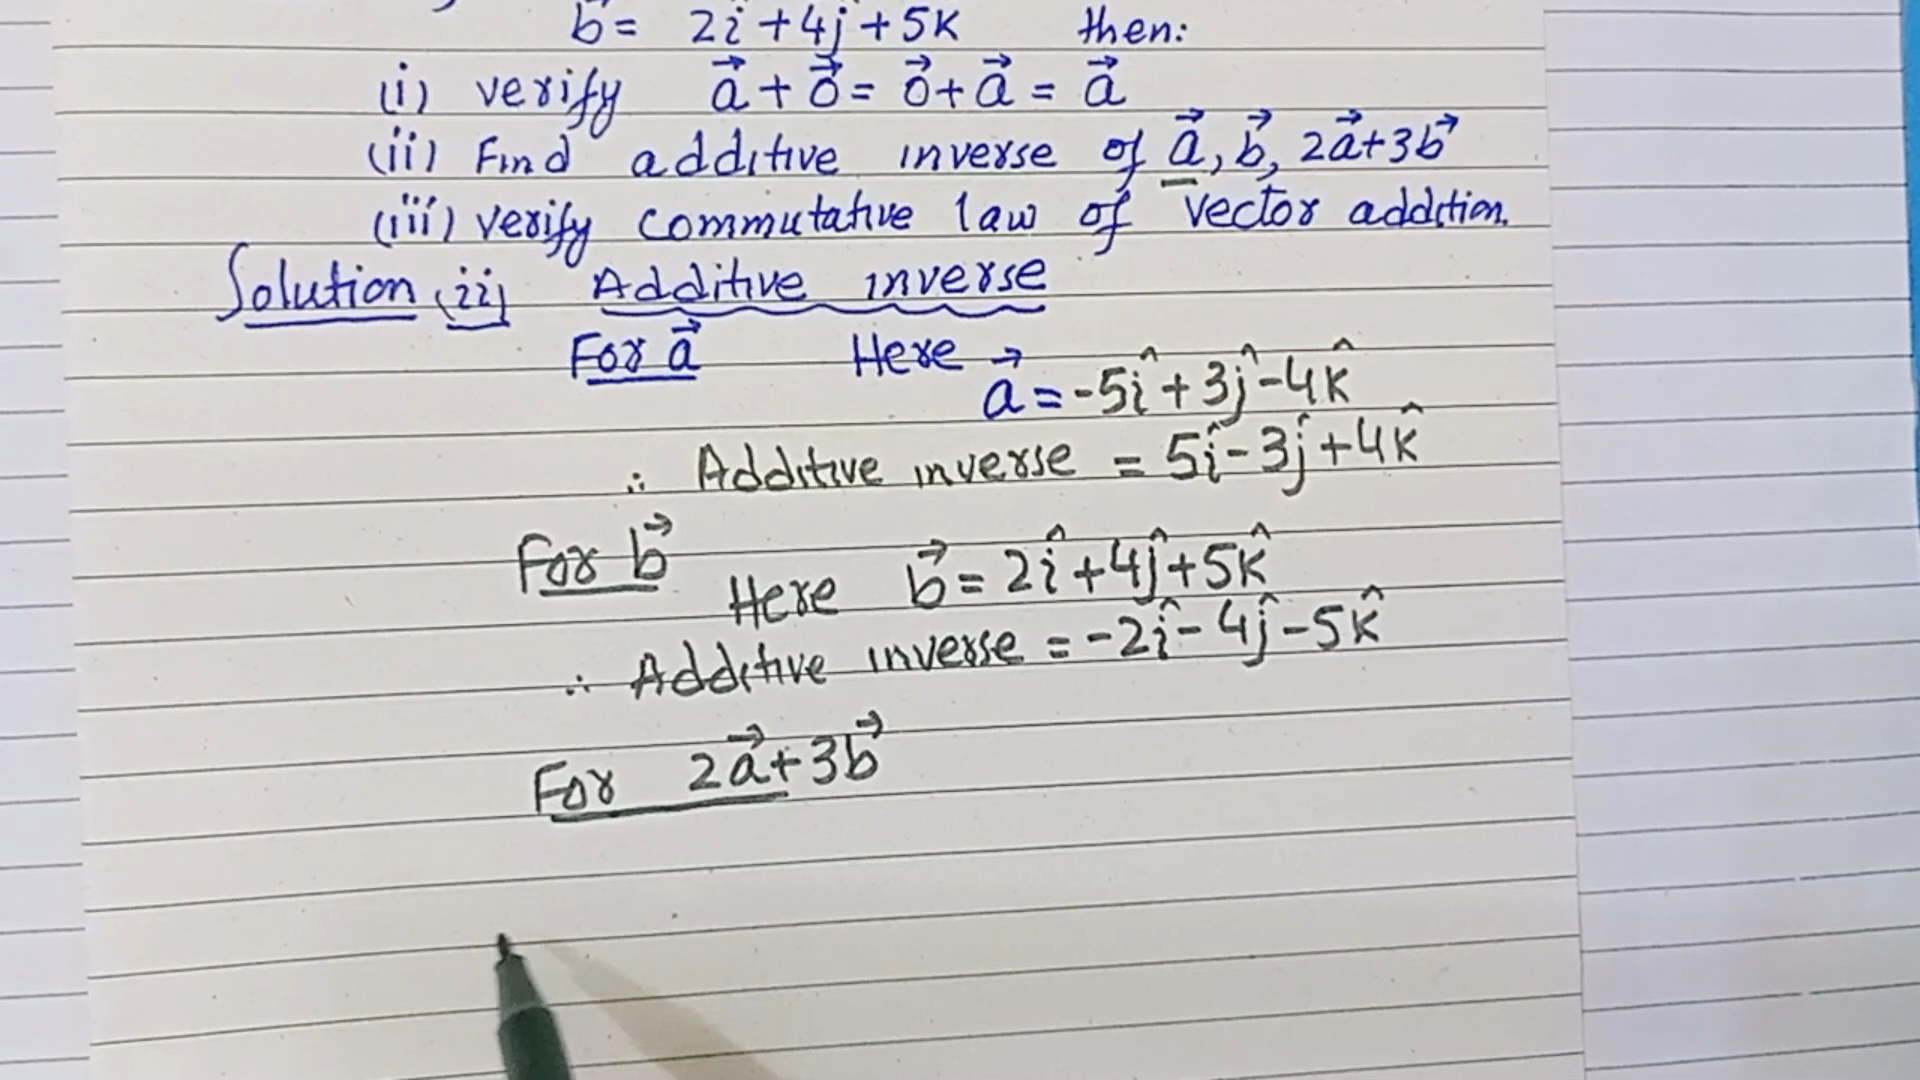 b⃗ = 2î + 4ĵ + 5k then:
(i) verify a⃗ + 0⃗ = 0⃗ + a⃗ = a⃗
(ii) Find additive inverse of a⃗, b⃗, 2a⃗+3b⃗
(iii) verify commutative law of vector addition.
Solution (ii) Additive inverse
For a⃗ Here a⃗ = -5î + 3ĵ - 4k̂
∴ Additive inverse = 5î - 3ĵ + 4k̂
For b⃗
Here b⃗ = 2î + 4ĵ + 5k̂
∴ Additive inverse = -2î - 4ĵ - 5k̂
For 2a⃗ + 3b⃗